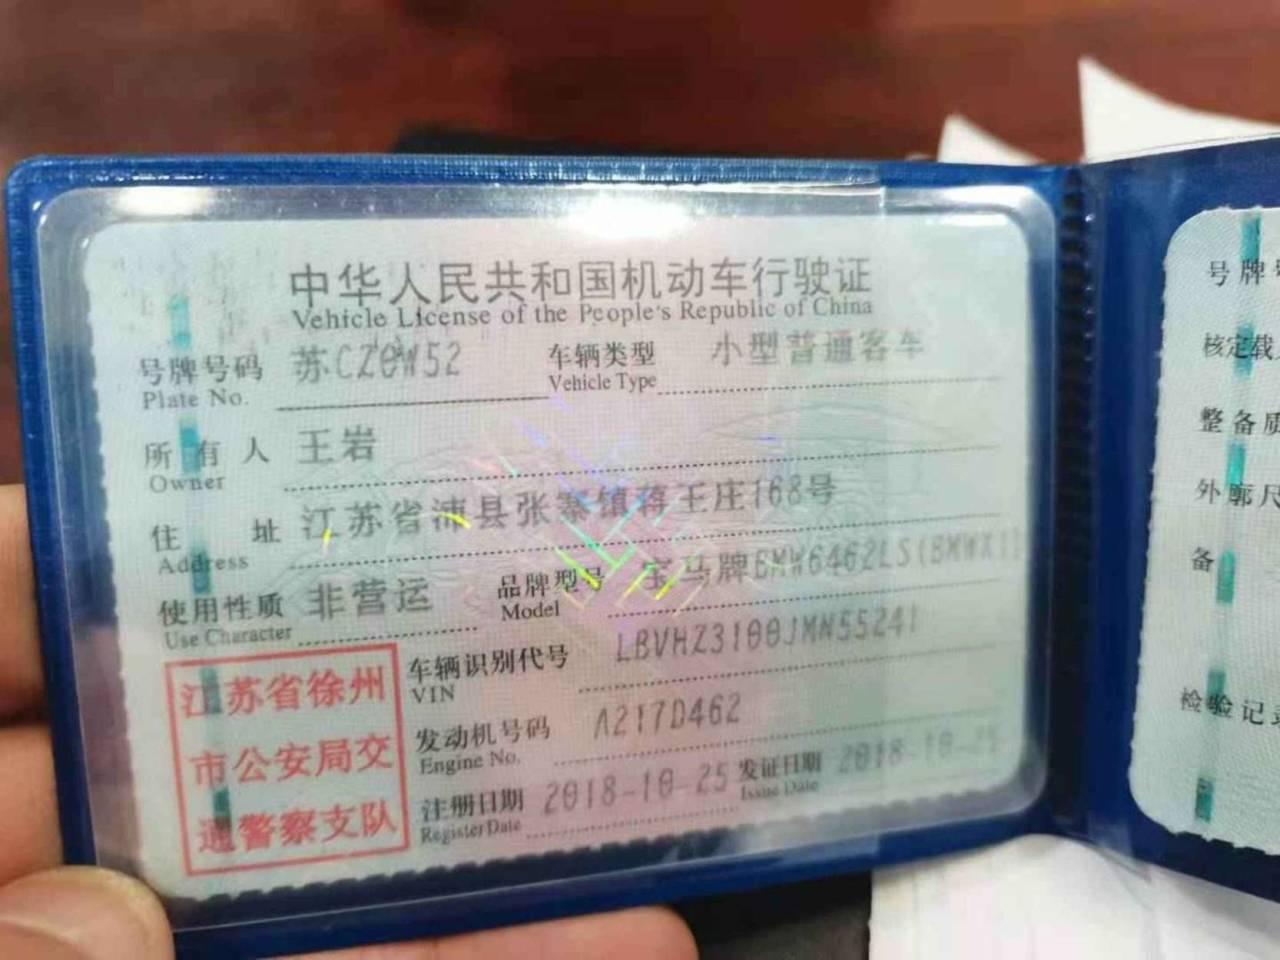 中华人民共和国机动车行驶证
Vehicle License of the People's Republic of China
号牌号码 苏CZ0W52 车辆类型 小型普通客车
Plate No. Vehicle Type
所有人 王岩
Owner
住址 江苏省沛县张寨镇蒋王庄168号
Address
使用性质 非营运 品牌型号 宝马牌BMW6462LS(BMWX1)
Use Character Model
车辆识别代号 LBVHZ3100JMN55241
VIN
发动机号码 A217D462
Engine No.
注册日期 2018-10-25 发证日期 2018-10-25
Register Date Issue Date
江苏省徐州
市公安局交
通警察支队
号牌
核定载
整备质
外廓尺
备
检验记录